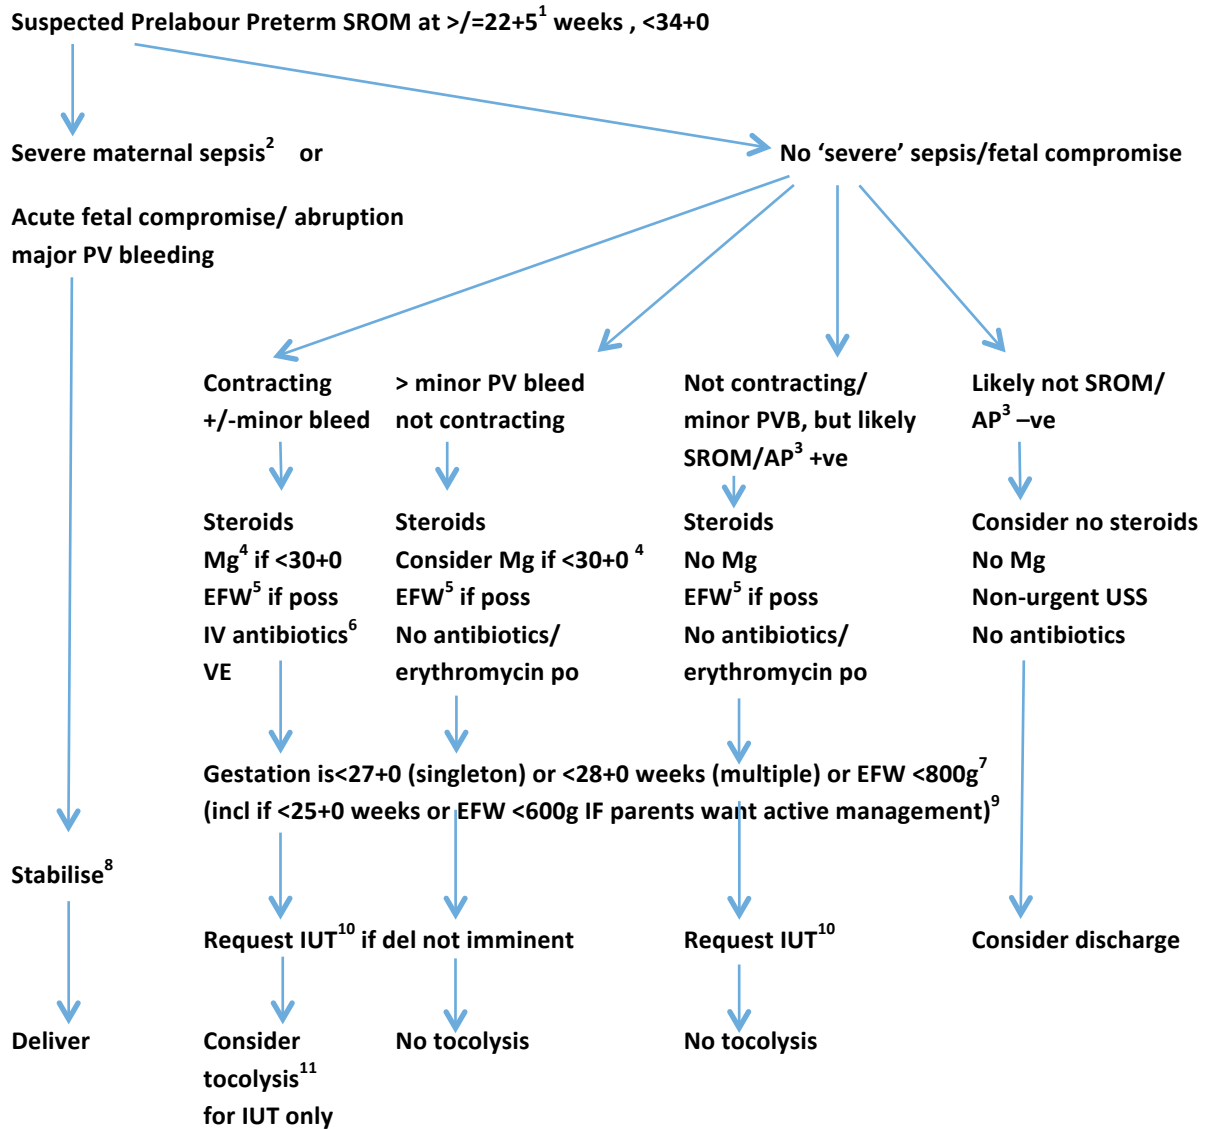 Suspected Prelabour Preterm SROM at >/=22+5¹ weeks , <34+0
Severe maternal sepsis² or
No ‘severe’ sepsis/fetal compromise
Acute fetal compromise/ abruption
major PV bleeding
Contracting
+/-minor bleed
> minor PV bleed
not contracting
Not contracting/
minor PVB, but likely
SROM/AP³ +ve
Likely not SROM/
AP³ –ve
Steroids
Mg⁴ if <30+0
EFW⁵ if poss
IV antibiotics⁶
VE
Steroids
Consider Mg if <30+0 ⁴
EFW⁵ if poss
No antibiotics/
erythromycin po
Steroids
No Mg
EFW⁵ if poss
No antibiotics/
erythromycin po
Consider no steroids
No Mg
Non-urgent USS
No antibiotics
Gestation is<27+0 (singleton) or <28+0 weeks (multiple) or EFW <800g⁷
(incl if <25+0 weeks or EFW <600g IF parents want active management)⁹
Stabilise⁸
Request IUT¹⁰ if del not imminent
Request IUT¹⁰
Consider discharge
Deliver
Consider
tocolysis¹¹
for IUT only
No tocolysis
No tocolysis